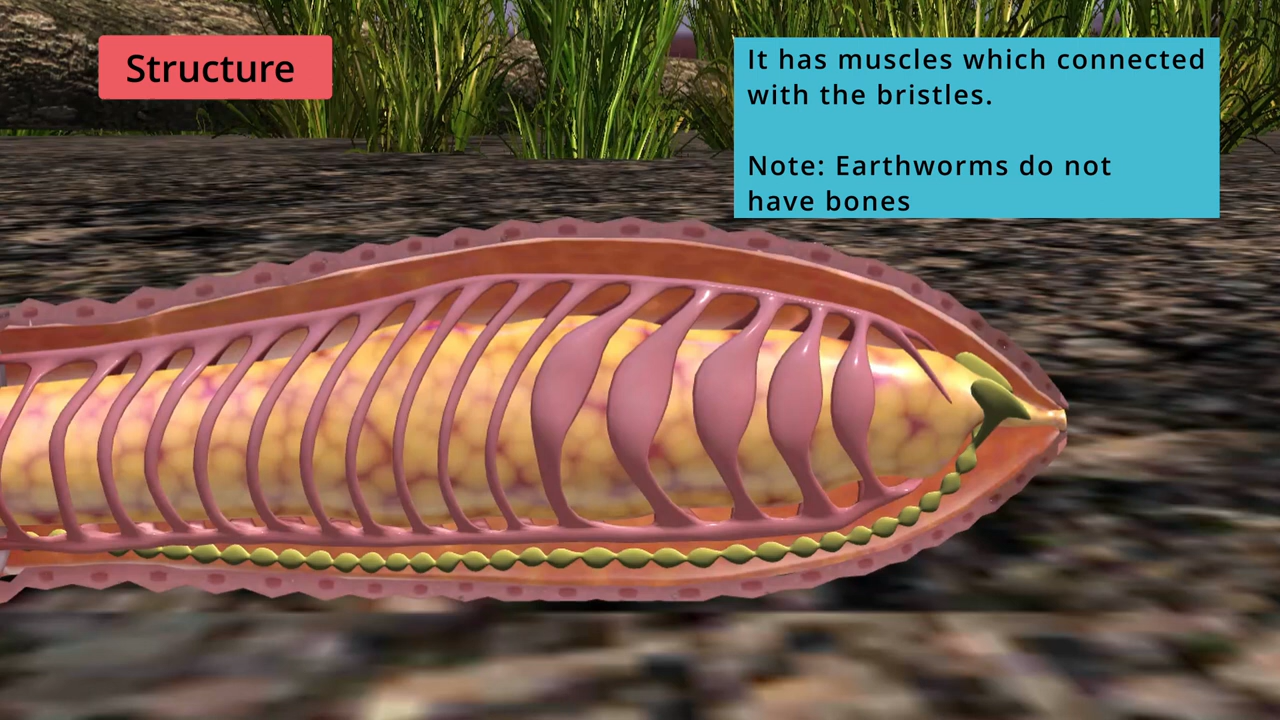 Structure
It has muscles which connected
with the bristles.
Note: Earthworms do not
have bones